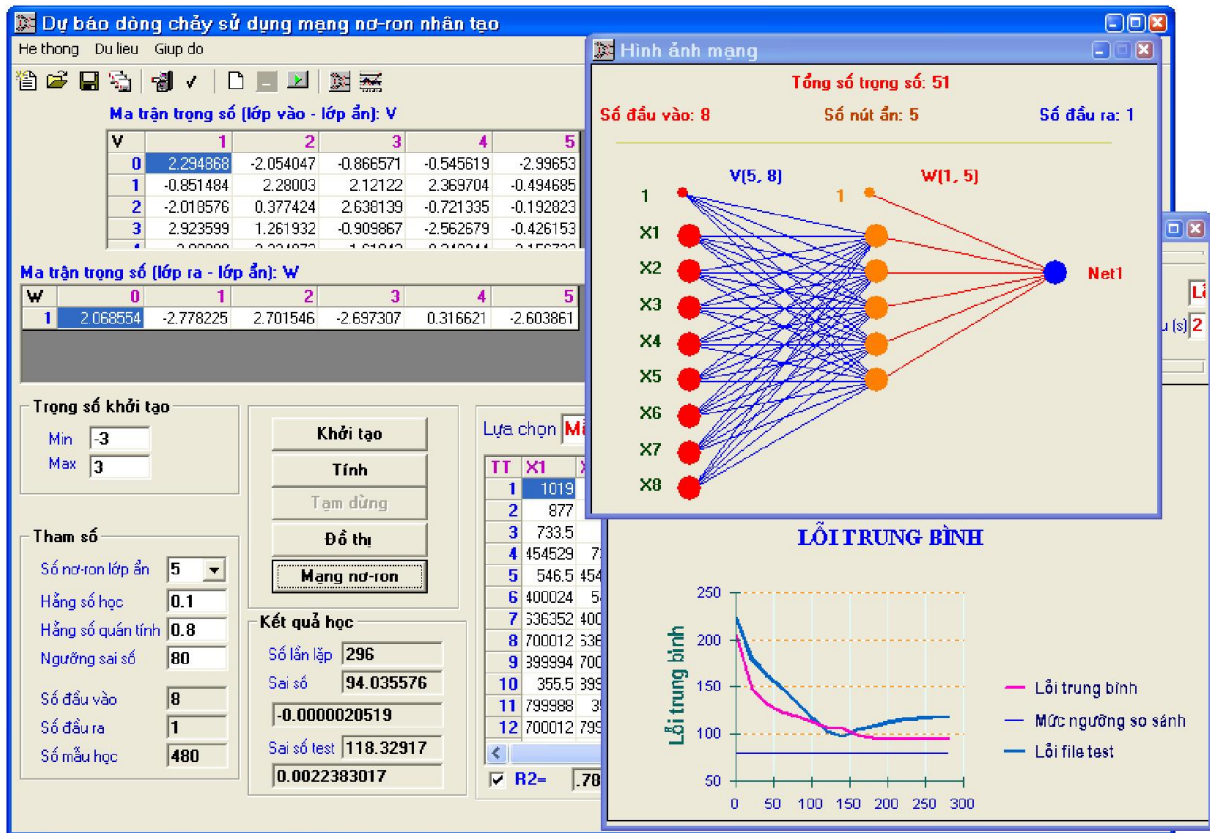 Dự báo dòng chảy sử dụng mạng nơ-ron nhân tạo
He thong Du lieu Giup do
Ma trận trọng số (lớp vào - lớp ẩn): V
V 1 2 3 4 5
0 2.294868 -2.054047 -0.866571 -0.545619 -2.99653
1 -0.851484 2.28003 2.12122 2.369704 -0.494685
2 -2.018576 0.377424 2.638139 -0.721335 -0.192823
3 2.923599 1.261932 -0.909867 -2.562679 -0.426153
Ma trận trọng số (lớp ra - lớp ẩn): W
W 0 1 2 3 4 5
1 2.068554 -2.778225 2.701546 -2.697307 0.316621 -2.603861
Trọng số khởi tạo
Min -3
Max 3
Tham số
Số nơ-ron lớp ẩn 5
Hằng số học 0.1
Hằng số quán tính 0.8
Ngưỡng sai số 80
Số đầu vào 8
Số đầu ra 1
Số mẫu học 480
Khởi tạo
Tính
Tạm dừng
Đồ thị
Mạng nơ-ron
Kết quả học
Số lần lặp 296
Sai số 94.035576
-0.0000020519
Sai số test 118.32917
0.0022383017
Lựa chọn
TT X1
1 1019
2 877
3 733.5
4 454529
5 546.5
6 400024
7 536352
8 700012
9 399994
10 355.5
11 799988
12 700012
R2= .78
Hình ảnh mạng
Tổng số trọng số: 51
Số đầu vào: 8 Số nút ẩn: 5 Số đầu ra: 1
V(5, 8) W(1, 5)
1 1
X1
X2
X3
X4
X5
X6
X7
X8
Net1
(s) 2
LỖI TRUNG BÌNH
Lỗi trung bình
250
200
150
100
50
0 50 100 150 200 250 300
Lỗi trung bình
Mức ngưỡng so sánh
Lỗi file test